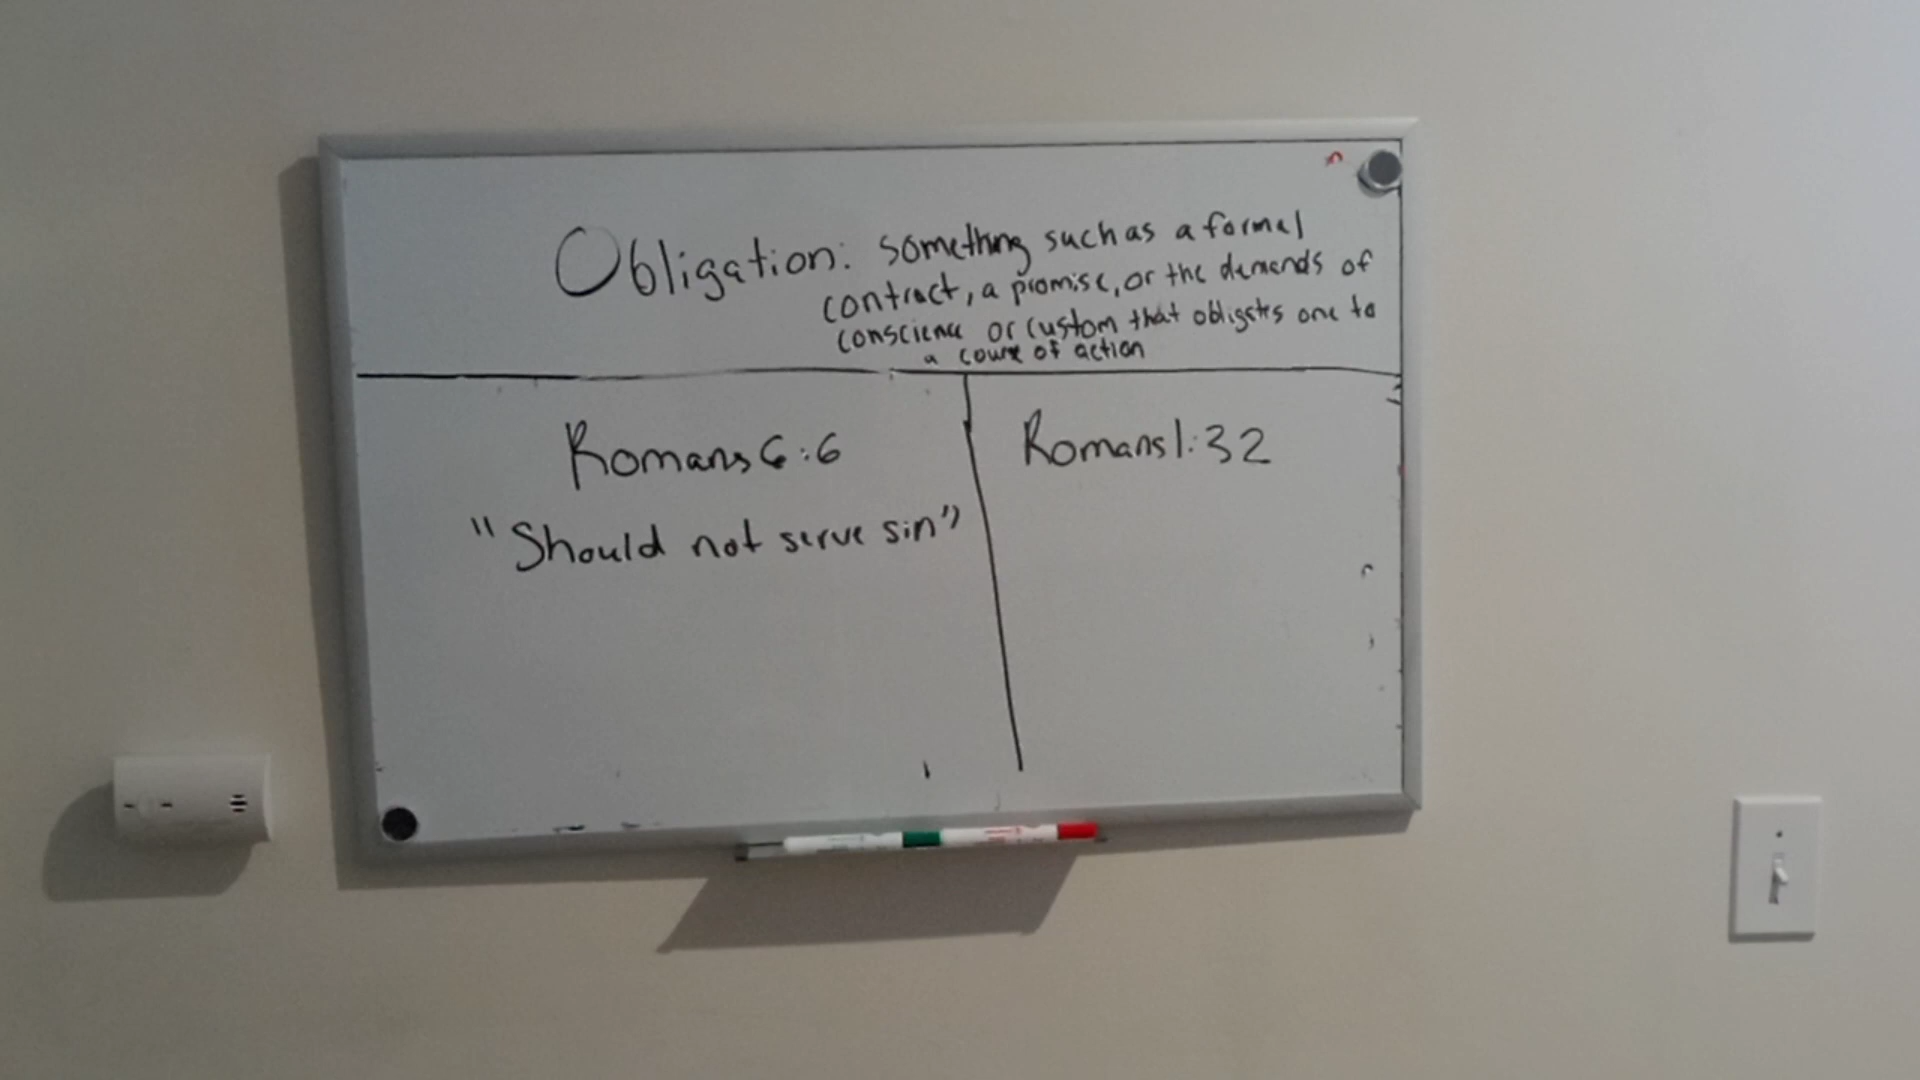 Obligation: something such as a formal
contract, a promise, or the demands of
conscience or custom that obligates one to
a course of action
Romans 6:6
"Should not serve sin"
Romans 1:32